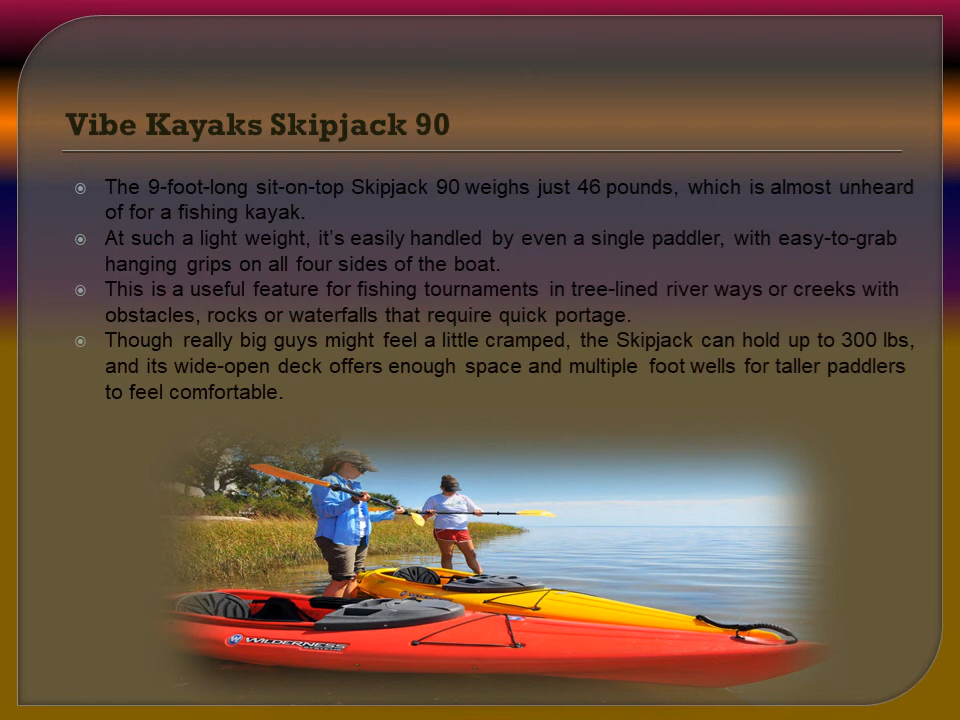 Vibe Kayaks Skipjack 90
The 9-foot-long sit-on-top Skipjack 90 weighs just 46 pounds, which is almost unheard
of for a fishing kayak.
At such a light weight, it's easily handled by even a single paddler, with easy-to-grab
hanging grips on all four sides of the boat.
This is a useful feature for fishing tournaments in tree-lined river ways or creeks with
obstacles, rocks or waterfalls that require quick portage.
Though really big guys might feel a little cramped, the Skipjack can hold up to 300 lbs,
and its wide-open deck offers enough space and multiple foot wells for taller paddlers
to feel comfortable.
WILDERNESS